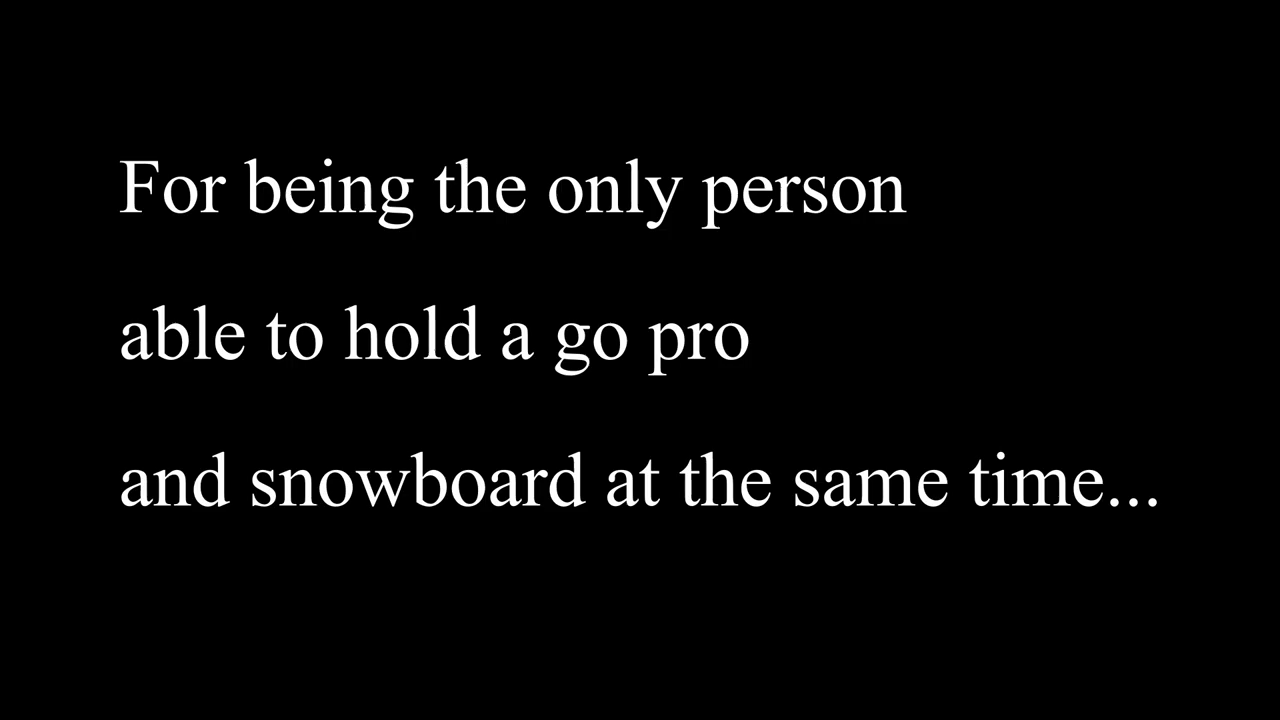 For being the only person
able to hold a go pro
and snowboard at the same time...